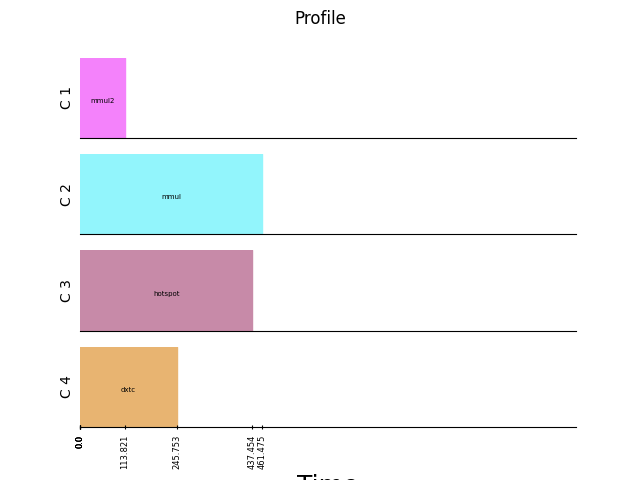 Profile
C 1
mmul2
C 2
mmul
C 3
hotspot
C 4
dxtc
0.0
113.821
245.753
437.454
461.475
Time